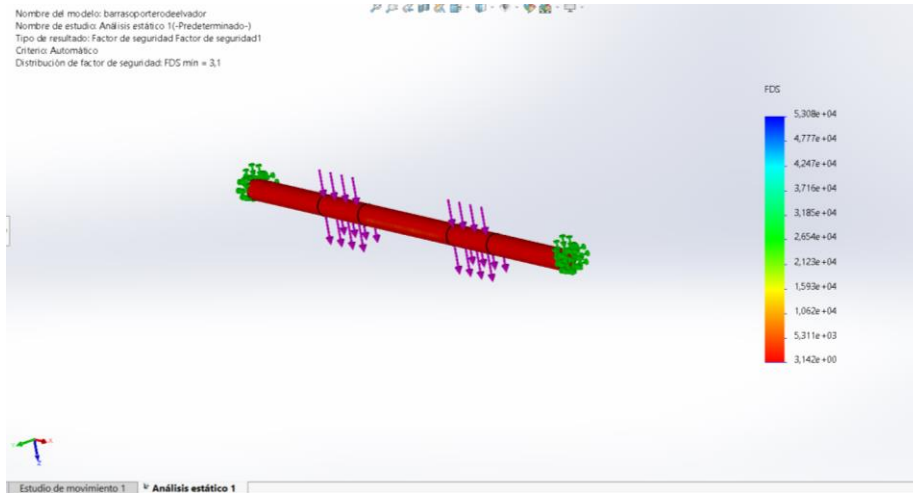 Nombre del modelo: barrasoporterodeelvador
Nombre de estudio: Análisis estático 1(-Predeterminado-)
Tipo de resultado: Factor de seguridad Factor de seguridad1
Criterio: Automático
Distribución de factor de seguridad: FDS mín = 3,1
FDS
5,308e+04
4,777e+04
4,247e+04
3,716e+04
3,185e+04
2,654e+04
2,123e+04
1,593e+04
1,062e+04
5,311e+03
3,142e+00
Z
Estudio de movimiento 1
Análisis estático 1